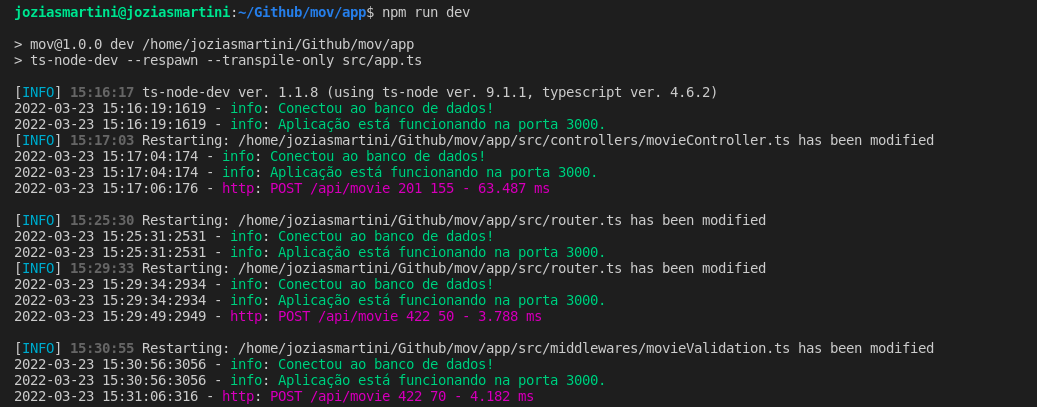 joziasmartini@joziasmartini:~/Github/mov/app$ npm run dev
> mov@1.0.0 dev /home/joziasmartini/Github/mov/app
> ts-node-dev --respawn --transpile-only src/app.ts
[INFO] 15:16:17 ts-node-dev ver. 1.1.8 (using ts-node ver. 9.1.1, typescript ver. 4.6.2)
2022-03-23 15:16:19:1619 - info: Conectou ao banco de dados!
2022-03-23 15:16:19:1619 - info: Aplicação está funcionando na porta 3000.
[INFO] 15:17:03 Restarting: /home/joziasmartini/Github/mov/app/src/controllers/movieController.ts has been modified
2022-03-23 15:17:04:174 - info: Conectou ao banco de dados!
2022-03-23 15:17:04:174 - info: Aplicação está funcionando na porta 3000.
2022-03-23 15:17:06:176 - http: POST /api/movie 201 155 - 63.487 ms
[INFO] 15:25:30 Restarting: /home/joziasmartini/Github/mov/app/src/router.ts has been modified
2022-03-23 15:25:31:2531 - info: Conectou ao banco de dados!
2022-03-23 15:25:31:2531 - info: Aplicação está funcionando na porta 3000.
[INFO] 15:29:33 Restarting: /home/joziasmartini/Github/mov/app/src/router.ts has been modified
2022-03-23 15:29:34:2934 - info: Conectou ao banco de dados!
2022-03-23 15:29:34:2934 - info: Aplicação está funcionando na porta 3000.
2022-03-23 15:29:49:2949 - http: POST /api/movie 422 50 - 3.788 ms
[INFO] 15:30:55 Restarting: /home/joziasmartini/Github/mov/app/src/middlewares/movieValidation.ts has been modified
2022-03-23 15:30:56:3056 - info: Conectou ao banco de dados!
2022-03-23 15:30:56:3056 - info: Aplicação está funcionando na porta 3000.
2022-03-23 15:31:06:316 - http: POST /api/movie 422 70 - 4.182 ms